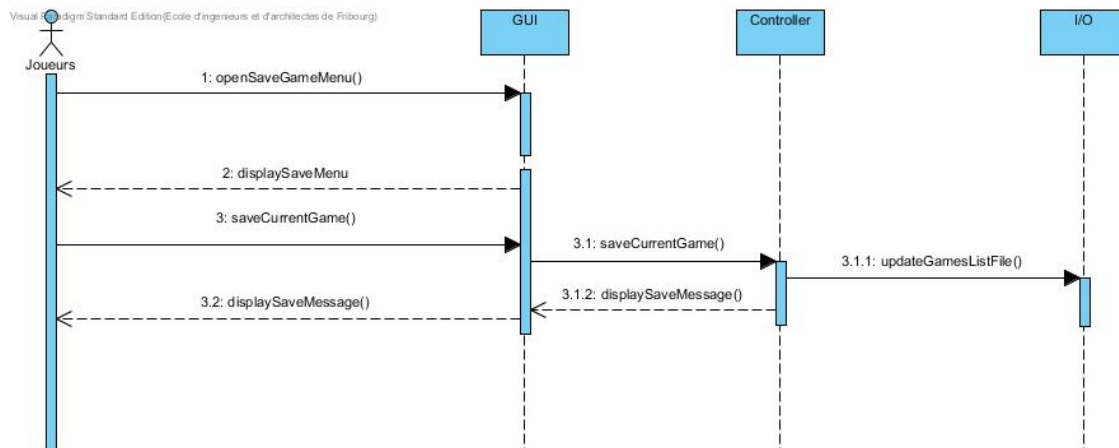 Visual Paradigm Standard Edition(Ecole d'ingenieurs et d'architectes de Fribourg)
GUI
Controller
I/O
Joueurs
1: openSaveGameMenu()
2: displaySaveMenu
3: saveCurrentGame()
3.1: saveCurrentGame()
3.1.1: updateGamesListFile()
3.1.2: displaySaveMessage()
3.2: displaySaveMessage()